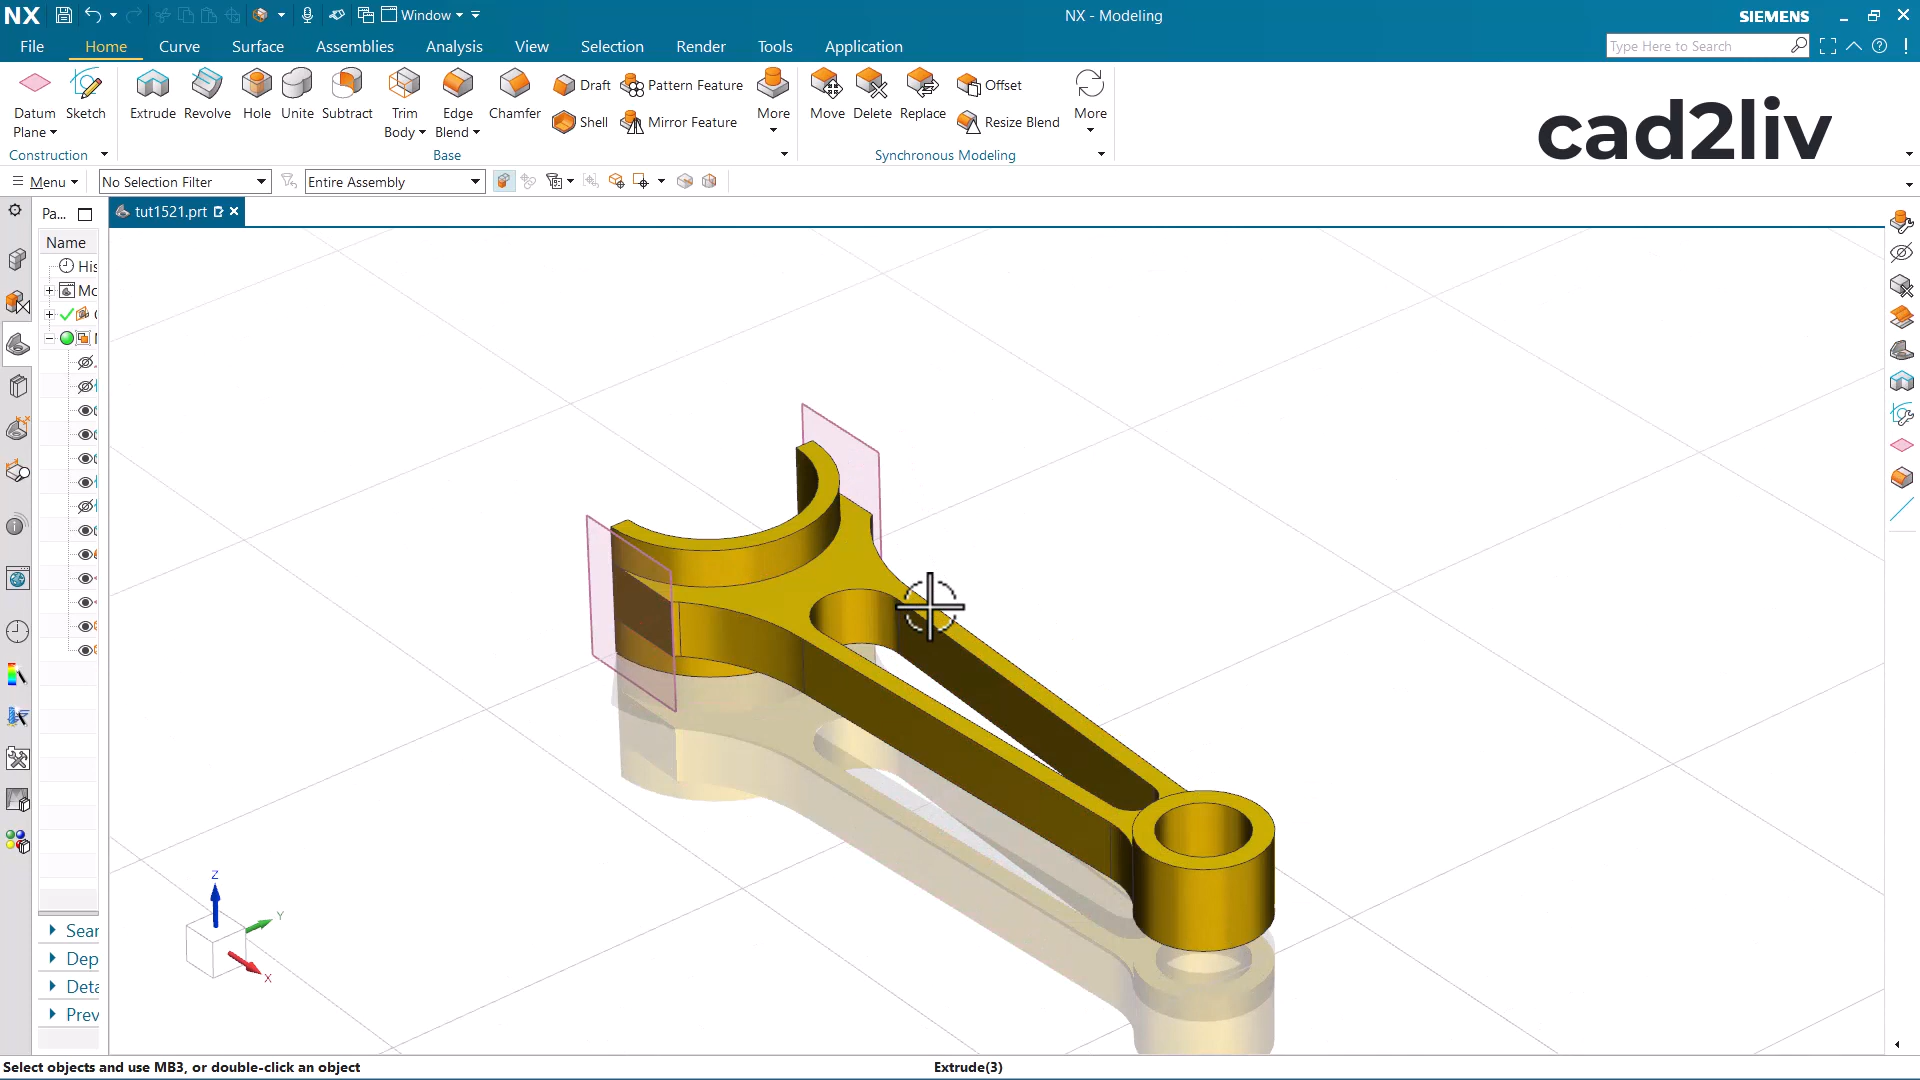 NX
Window
NX - Modeling
SIEMENS
File
Home
Curve
Surface
Assemblies
Analysis
View
Selection
Render
Tools
Application
Type Here to Search
Datum
Plane
Sketch
Extrude
Revolve
Hole
Unite
Subtract
Trim
Body
Edge
Blend
Chamfer
Draft
Shell
Pattern Feature
Mirror Feature
More
Move
Delete
Replace
Offset
Resize Blend
More
Construction
Base
Synchronous Modeling
cad2liv
Menu
No Selection Filter
Entire Assembly
Pa...
tut1521.prt
Name
His
Mo
Sear
Dep
Deta
Prev
Z
Y
X
Select objects and use MB3, or double-click an object
Extrude(3)